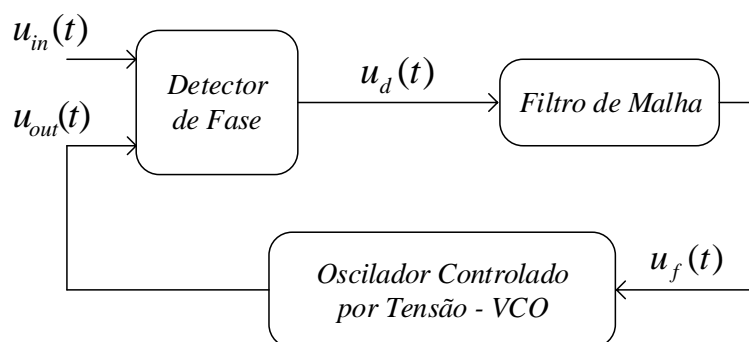 u_in(t)
Detector
de Fase
u_d(t)
Filtro de Malha
u_out(t)
Oscilador Controlado
por Tensão - VCO
u_f(t)